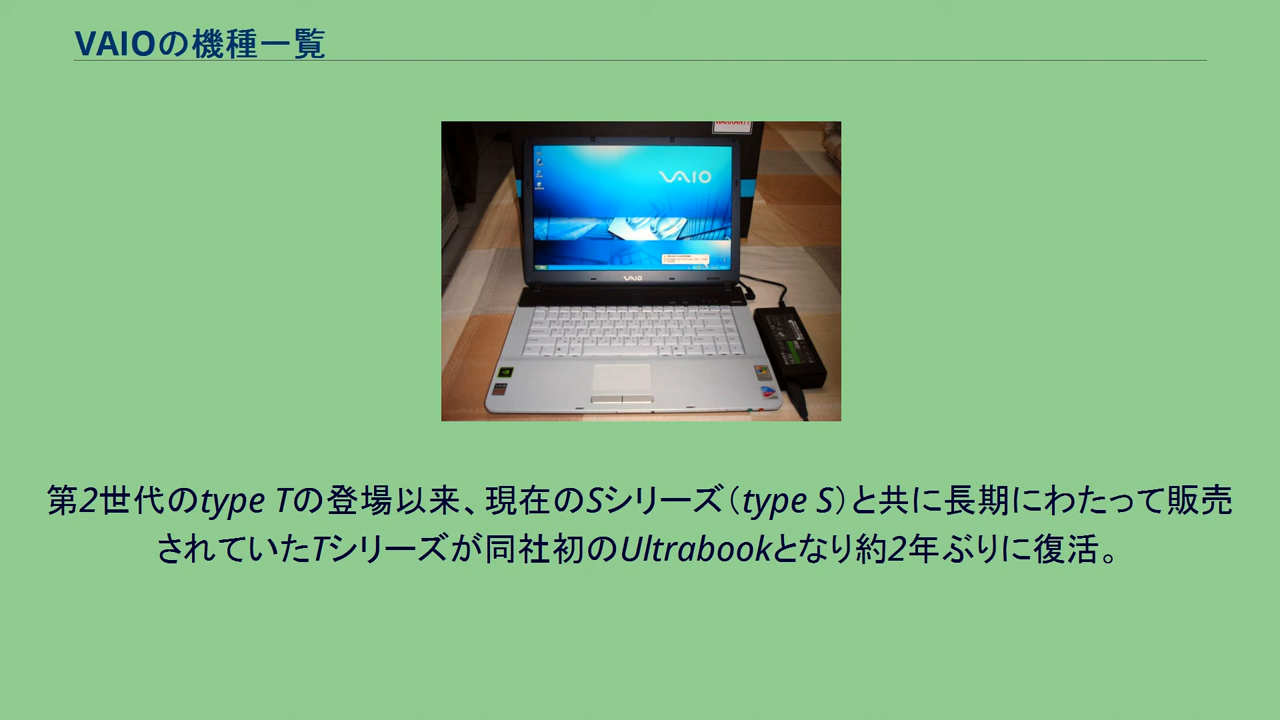 VAIOの機種一覧
VAIO
VAIO
第2世代のtype Tの登場以来、現在のSシリーズ（type S）と共に長期にわたって販売
されていたTシリーズが同社初のUltrabookとなり約2年ぶりに復活。